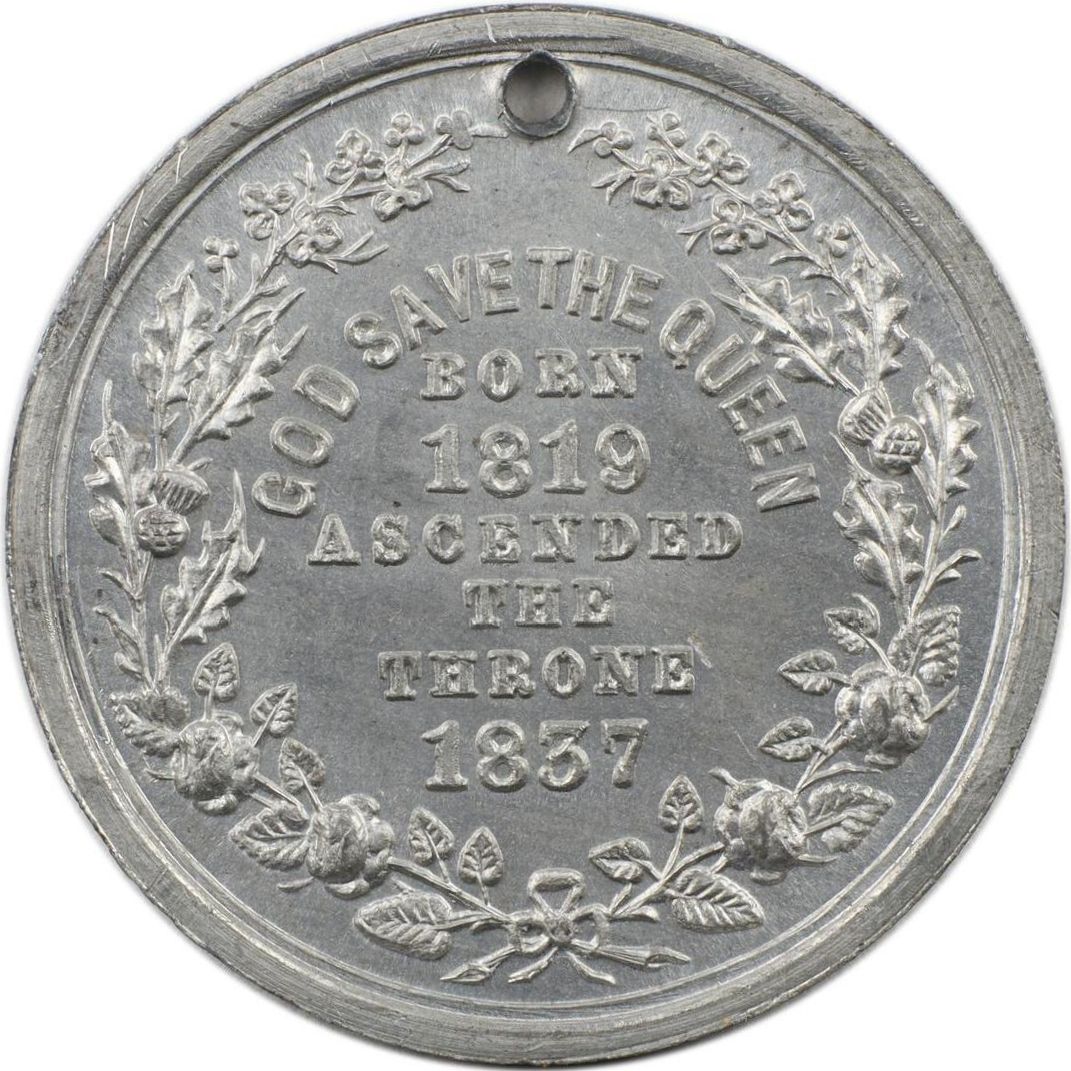 GOD SAVE THE QUEEN
BORN
1819
ASCENDED
THE
THRONE
1837